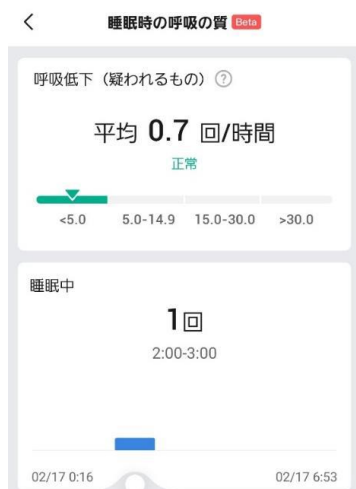 睡眠時の呼吸の質 Beta
呼吸低下（疑われるもの） ?
平均 0.7 回/時間
正常
<5.0 5.0-14.9 15.0-30.0 >30.0
睡眠中
1回
2:00-3:00
02/17 0:16 02/17 6:53